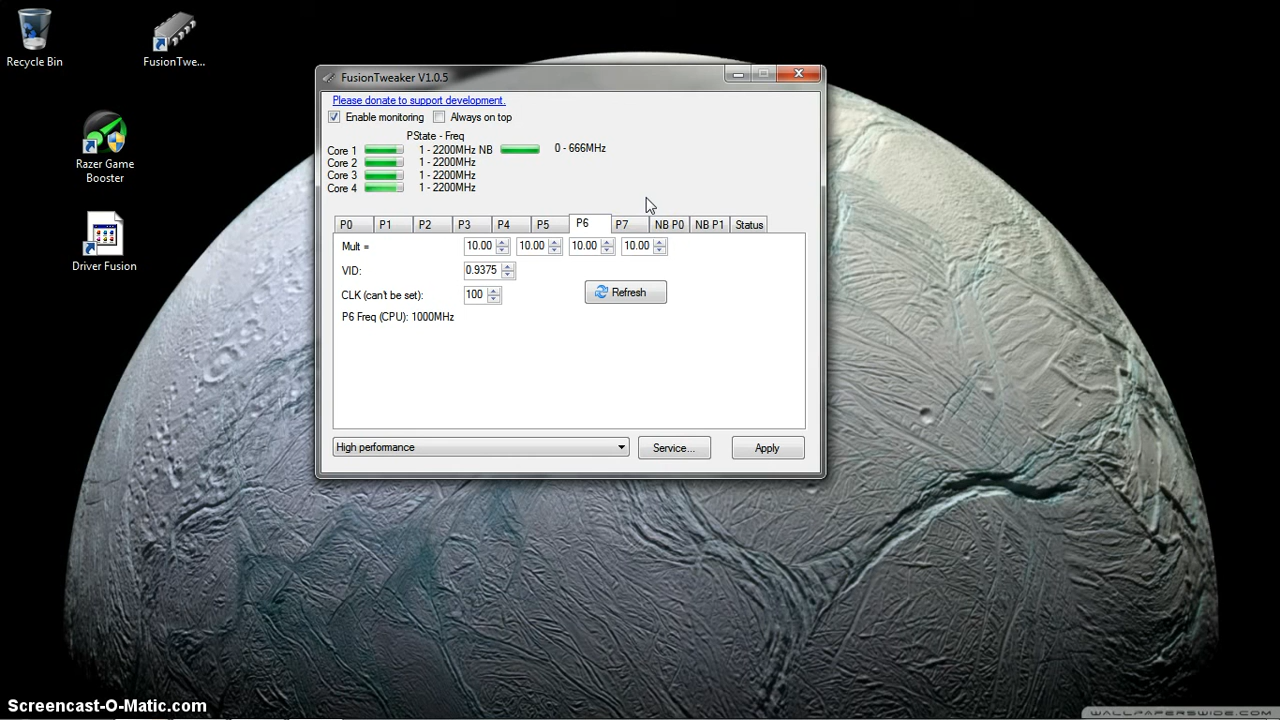 Recycle Bin
FusionTwe...
Razer Game
Booster
Driver Fusion
FusionTweaker V1.0.5
Please donate to support development.
Enable monitoring Always on top
PState - Freq
Core 1 1 - 2200MHz NB 0 - 666MHz
Core 2 1 - 2200MHz
Core 3 1 - 2200MHz
Core 4 1 - 2200MHz
P0 P1 P2 P3 P4 P5 P6 P7 NB P0 NB P1 Status
Mult = 10.00 10.00 10.00 10.00
VID: 0.9375
CLK (can't be set): 100 Refresh
P6 Freq (CPU): 1000MHz
High performance Service... Apply
Screencast-O-Matic.com
WALLPAPERSWIDE.COM